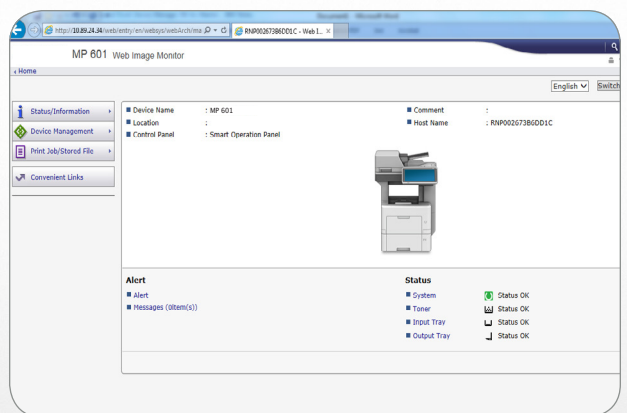 http://10.89.24.34/web/entry/en/websys/webArch/ma
RNP002673B6DD1C - Web I... ×
MP 601 Web Image Monitor
Home
English
Switch
Status/Information
Device Management
Print Job/Stored File
Convenient Links
Device Name : MP 601
Location :
Control Panel : Smart Operation Panel
Comment :
Host Name : RNP002673B6DD1C
Alert
Alert
Messages (0item(s))
Status
System Status OK
Toner Status OK
Input Tray Status OK
Output Tray Status OK